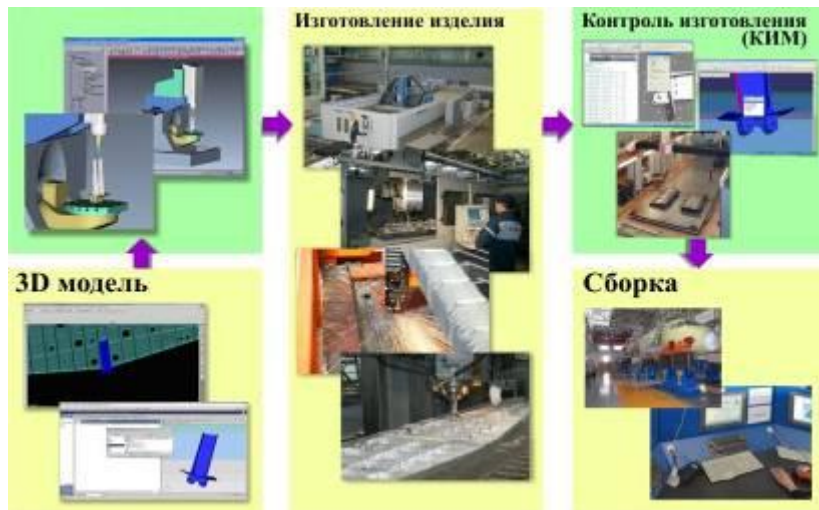 Изготовление изделия
Контроль изготовления
(КИМ)
3D модель
Сборка